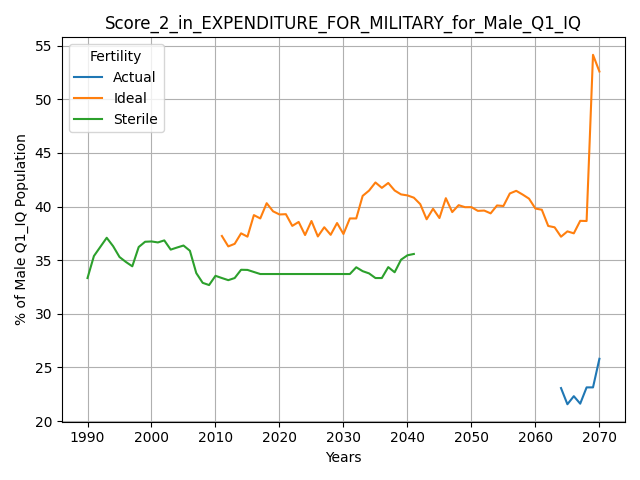 Score_2_in_EXPENDITURE_FOR_MILITARY_for_Male_Q1_IQ
% of Male Q1_IQ Population
55
50
45
40
35
30
25
20
Fertility
Actual
Ideal
Sterile
1990 2000 2010 2020 2030 2040 2050 2060 2070
Years